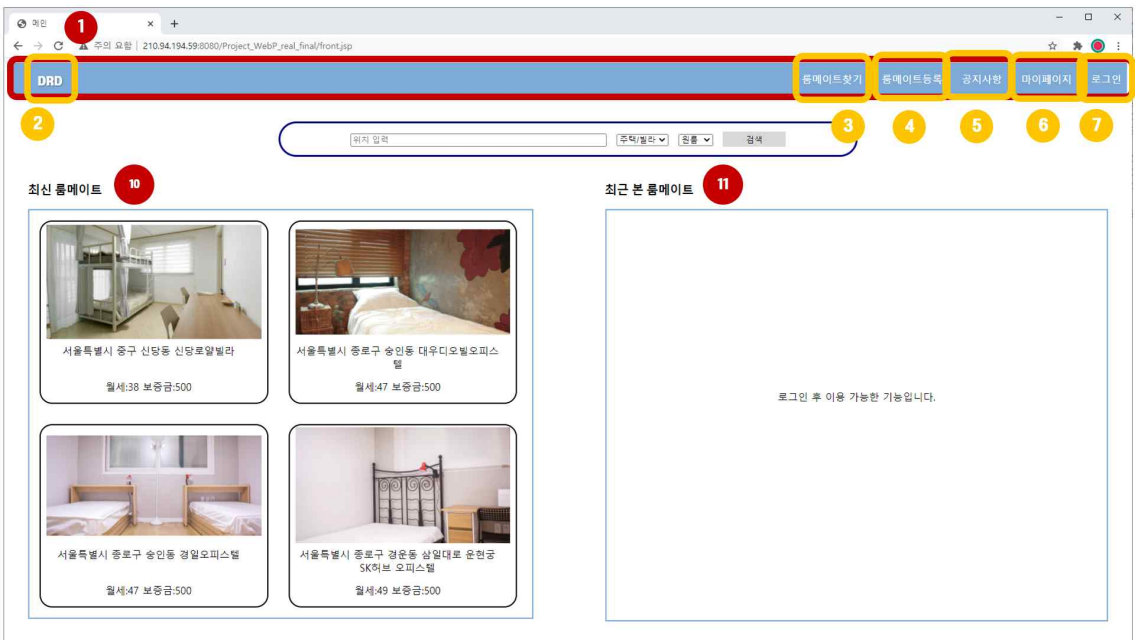 메인
1
주의 요함 | 210.94.194.59:8080/Project_WebP_real_final/front.jsp
DRD
룸메이트찾기
룸메이트등록
공지사항
마이페이지
로그인
2
3
4
5
6
7
위치 입력
주택/빌라
원룸
검색
최신 룸메이트
10
최근 본 룸메이트
11
서울특별시 중구 신당동 신당로얄빌라
월세:38 보증금:500
서울특별시 종로구 숭인동 대우디오빌오피스
텔
월세:47 보증금:500
로그인 후 이용 가능한 기능입니다.
서울특별시 종로구 숭인동 경일오피스텔
월세:47 보증금:500
서울특별시 종로구 경운동 삼일대로 운현궁
SK허브 오피스텔
월세:49 보증금:500